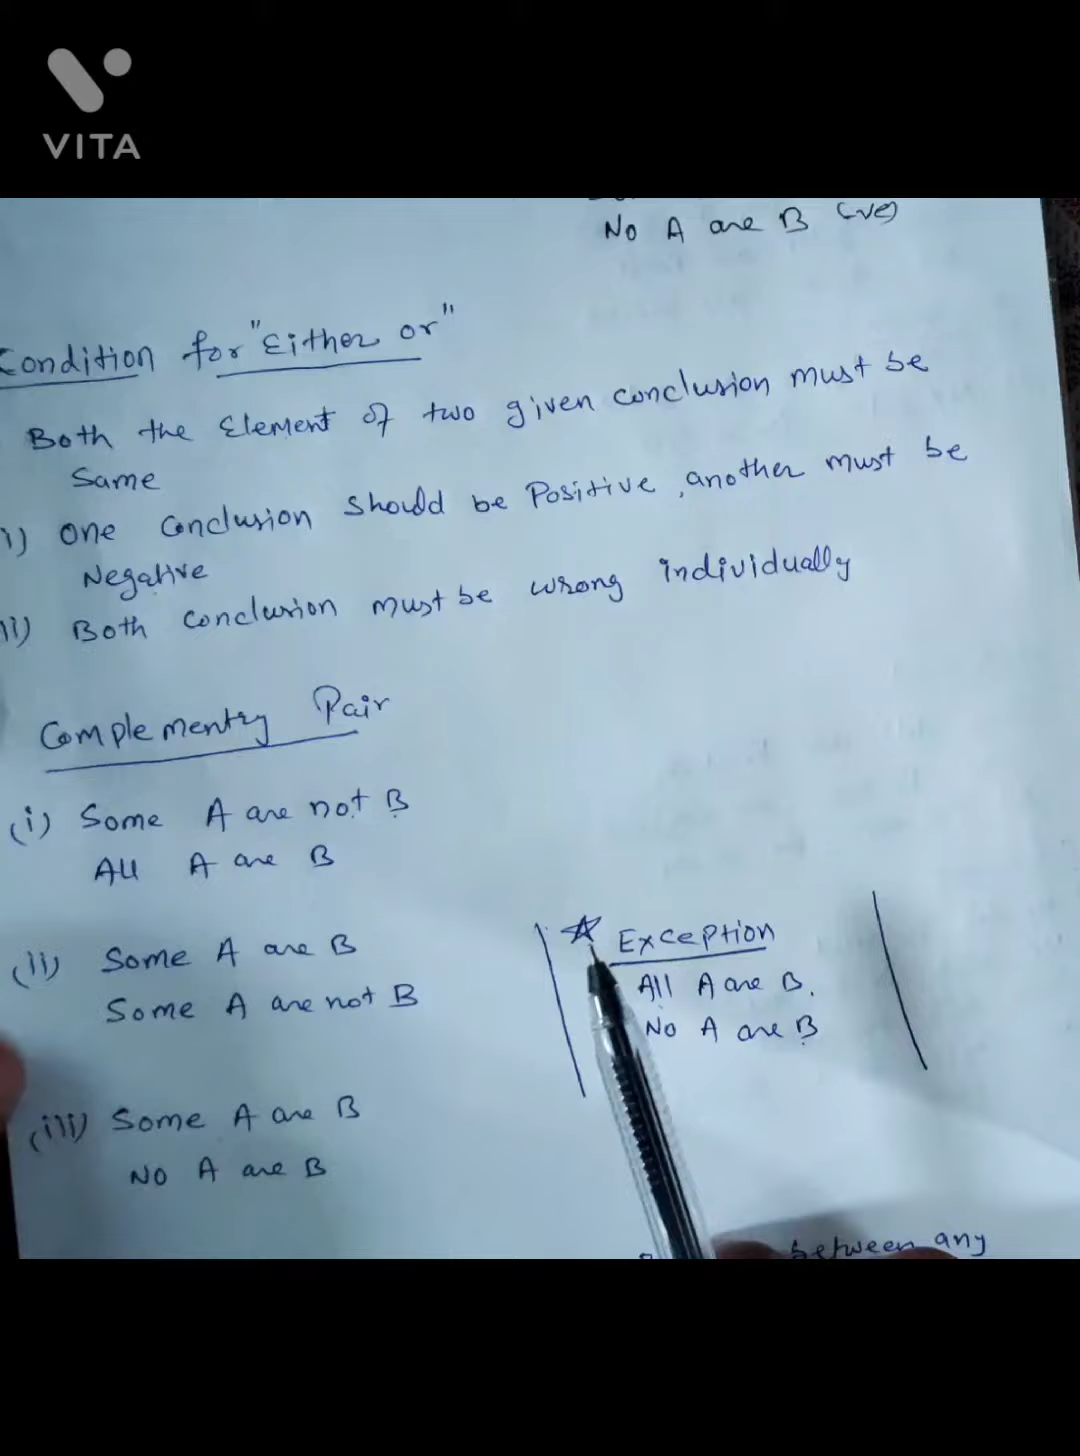 VITA
No A are B (-ve)
Condition for "Either or"
Both the Element of two given conclusion must be
Same
i) One Conclusion should be Positive, another must be
Negative
ii) Both conclusion must be wrong individually
Complementry Pair
(i) Some A are not B
All A are B
(ii) Some A are B
Some A are not B
☆ Exception
All A are B.
No A are B
(iii) Some A are B
No A are B
between any